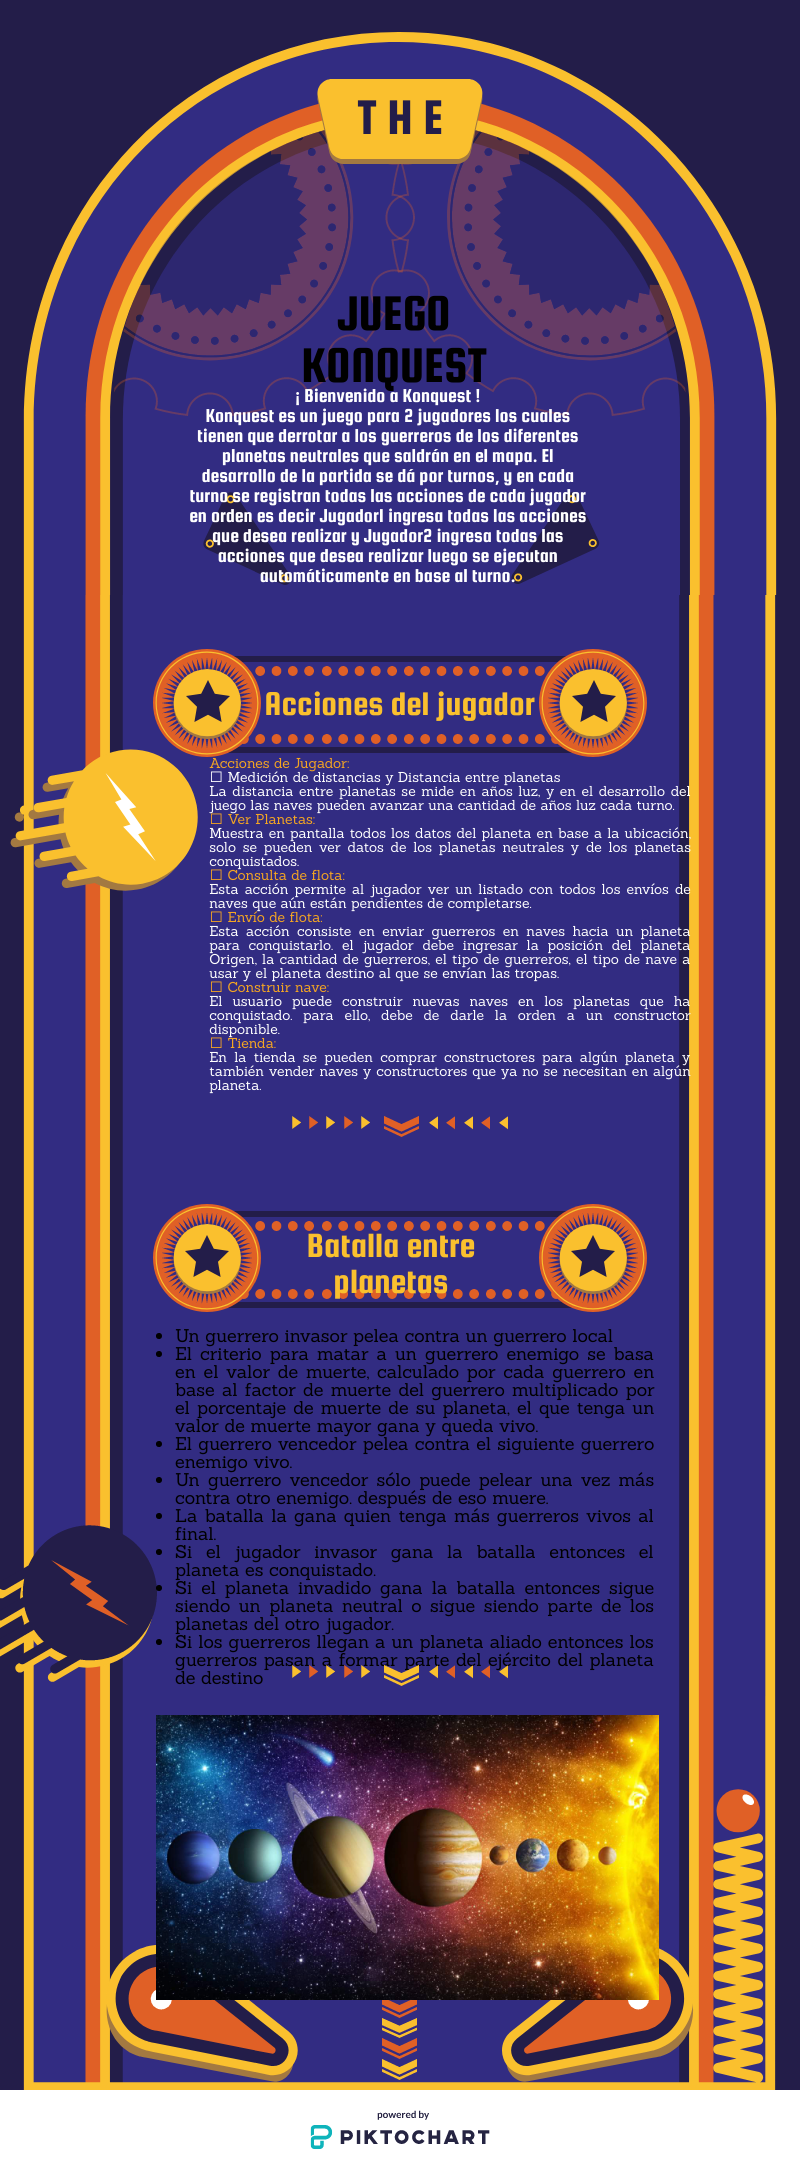 THE
JUEGO
KONQUEST
¡ Bienvenido a Konquest !
Konquest es un juego para 2 jugadores los cuales
tienen que derrotar a los guerreros de los diferentes
planetas neutrales que saldrán en el mapa. El
desarrollo de la partida se dá por turnos, y en cada
turno se registran todas las acciones de cada jugador
en orden es decir Jugador1 ingresa todas las acciones
que desea realizar y Jugador2 ingresa todas las
acciones que desea realizar luego se ejecutan
automáticamente en base al turno.
Acciones del jugador
Acciones de Jugador:
☐ Medición de distancias y Distancia entre planetas
La distancia entre planetas se mide en años luz, y en el desarrollo del
juego las naves pueden avanzar una cantidad de años luz cada turno.
☐ Ver Planetas:
Muestra en pantalla todos los datos del planeta en base a la ubicación,
solo se pueden ver datos de los planetas neutrales y de los planetas
conquistados.
☐ Consulta de flota:
Esta acción permite al jugador ver un listado con todos los envíos de
naves que aún están pendientes de completarse.
☐ Envío de flota:
Esta acción consiste en enviar guerreros en naves hacia un planeta
para conquistarlo. el jugador debe ingresar la posición del planeta
Origen, la cantidad de guerreros, el tipo de guerreros, el tipo de nave a
usar y el planeta destino al que se envían las tropas.
☐ Construir nave:
El usuario puede construir nuevas naves en los planetas que ha
conquistado. para ello, debe de darle la orden a un constructor
disponible.
☐ Tienda:
En la tienda se pueden comprar constructores para algún planeta y
también vender naves y constructores que ya no se necesitan en algún
planeta.
Batalla entre
planetas
• Un guerrero invasor pelea contra un guerrero local
• El criterio para matar a un guerrero enemigo se basa
en el valor de muerte, calculado por cada guerrero en
base al factor de muerte del guerrero multiplicado por
el porcentaje de muerte de su planeta, el que tenga un
valor de muerte mayor gana y queda vivo.
• El guerrero vencedor pelea contra el siguiente guerrero
enemigo vivo.
• Un guerrero vencedor sólo puede pelear una vez más
contra otro enemigo. después de eso muere.
• La batalla la gana quien tenga más guerreros vivos al
final.
• Si el jugador invasor gana la batalla entonces el
planeta es conquistado.
• Si el planeta invadido gana la batalla entonces sigue
siendo un planeta neutral o sigue siendo parte de los
planetas del otro jugador.
• Si los guerreros llegan a un planeta aliado entonces los
guerreros pasan a formar parte del ejército del planeta
de destino
powered by
PIKTOCHART